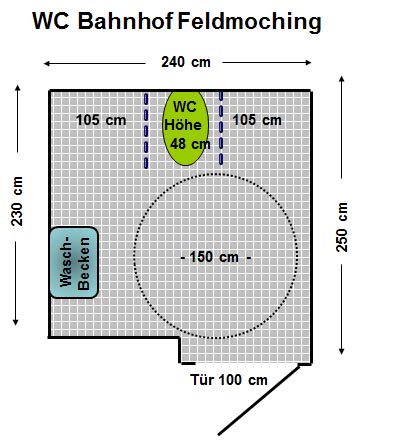 WC Bahnhof Feldmoching
240 cm
105 cm
WC
Höhe
48 cm
105 cm
230 cm
250 cm
Wasch-
Becken
- 150 cm -
Tür 100 cm